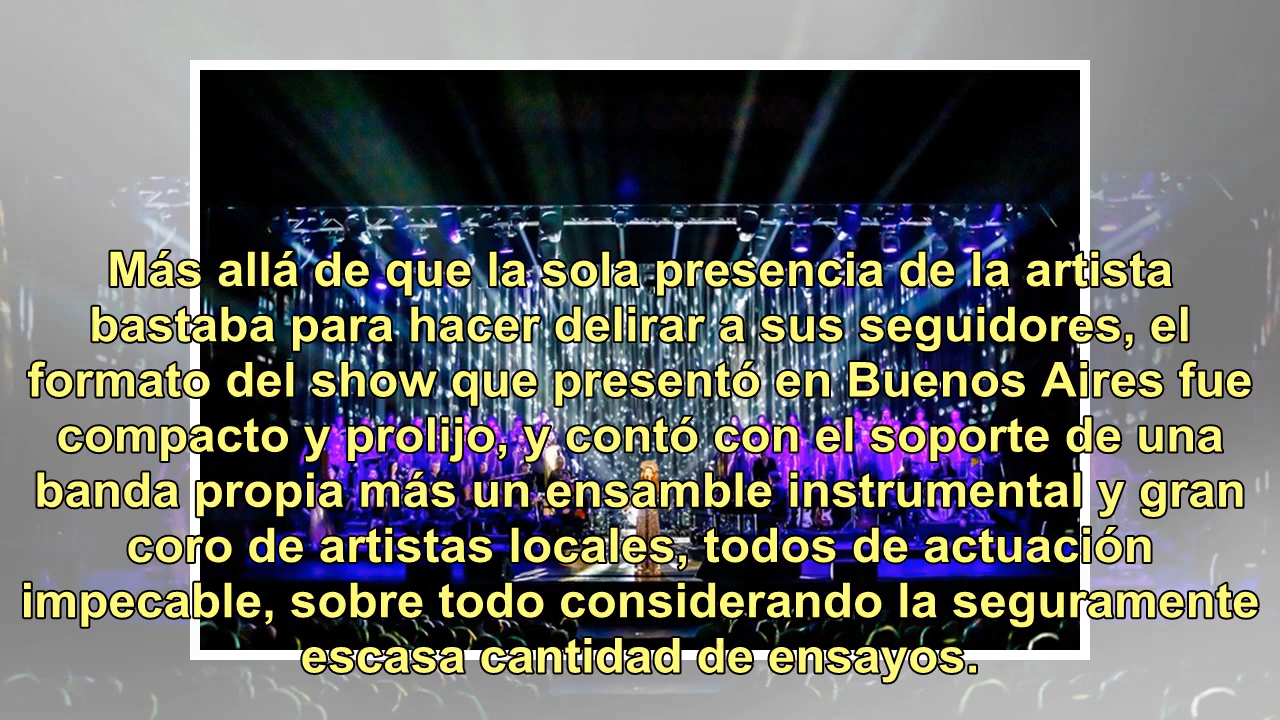 Más allá de que la sola presencia de la artista
bastaba para hacer delirar a sus seguidores, el
formato del show que presentó en Buenos Aires fue
compacto y prolijo, y contó con el soporte de una
banda propia más un ensamble instrumental y gran
coro de artistas locales, todos de actuación
impecable, sobre todo considerando la seguramente
escasa cantidad de ensayos.